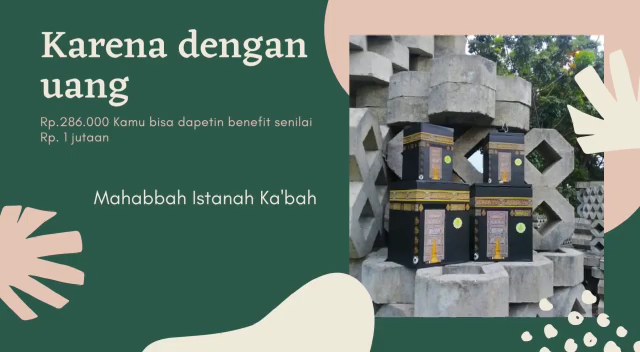 Karena dengan
uang
Rp.286.000 Kamu bisa dapetin benefit senilai
Rp. 1 jutaan
Mahabbah Istanah Ka'bah